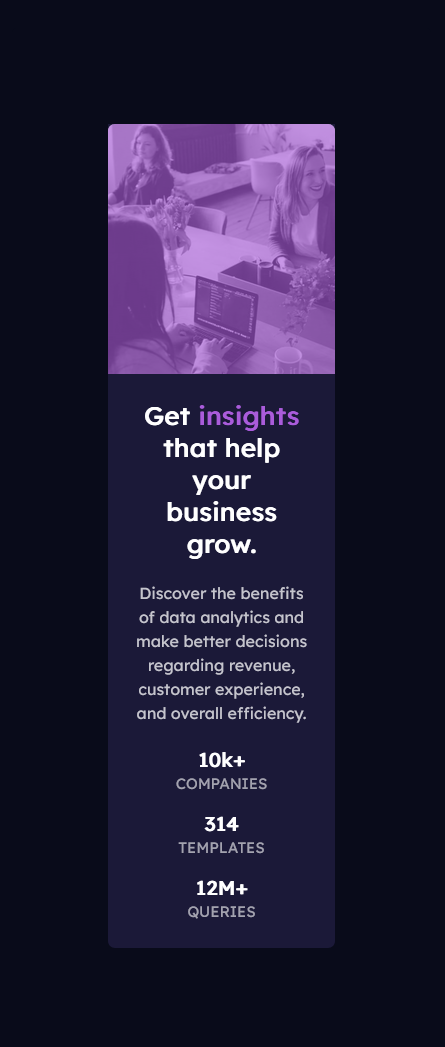 Get insights
that help
your
business
grow.
Discover the benefits
of data analytics and
make better decisions
regarding revenue,
customer experience,
and overall efficiency.
10k+
COMPANIES
314
TEMPLATES
12M+
QUERIES